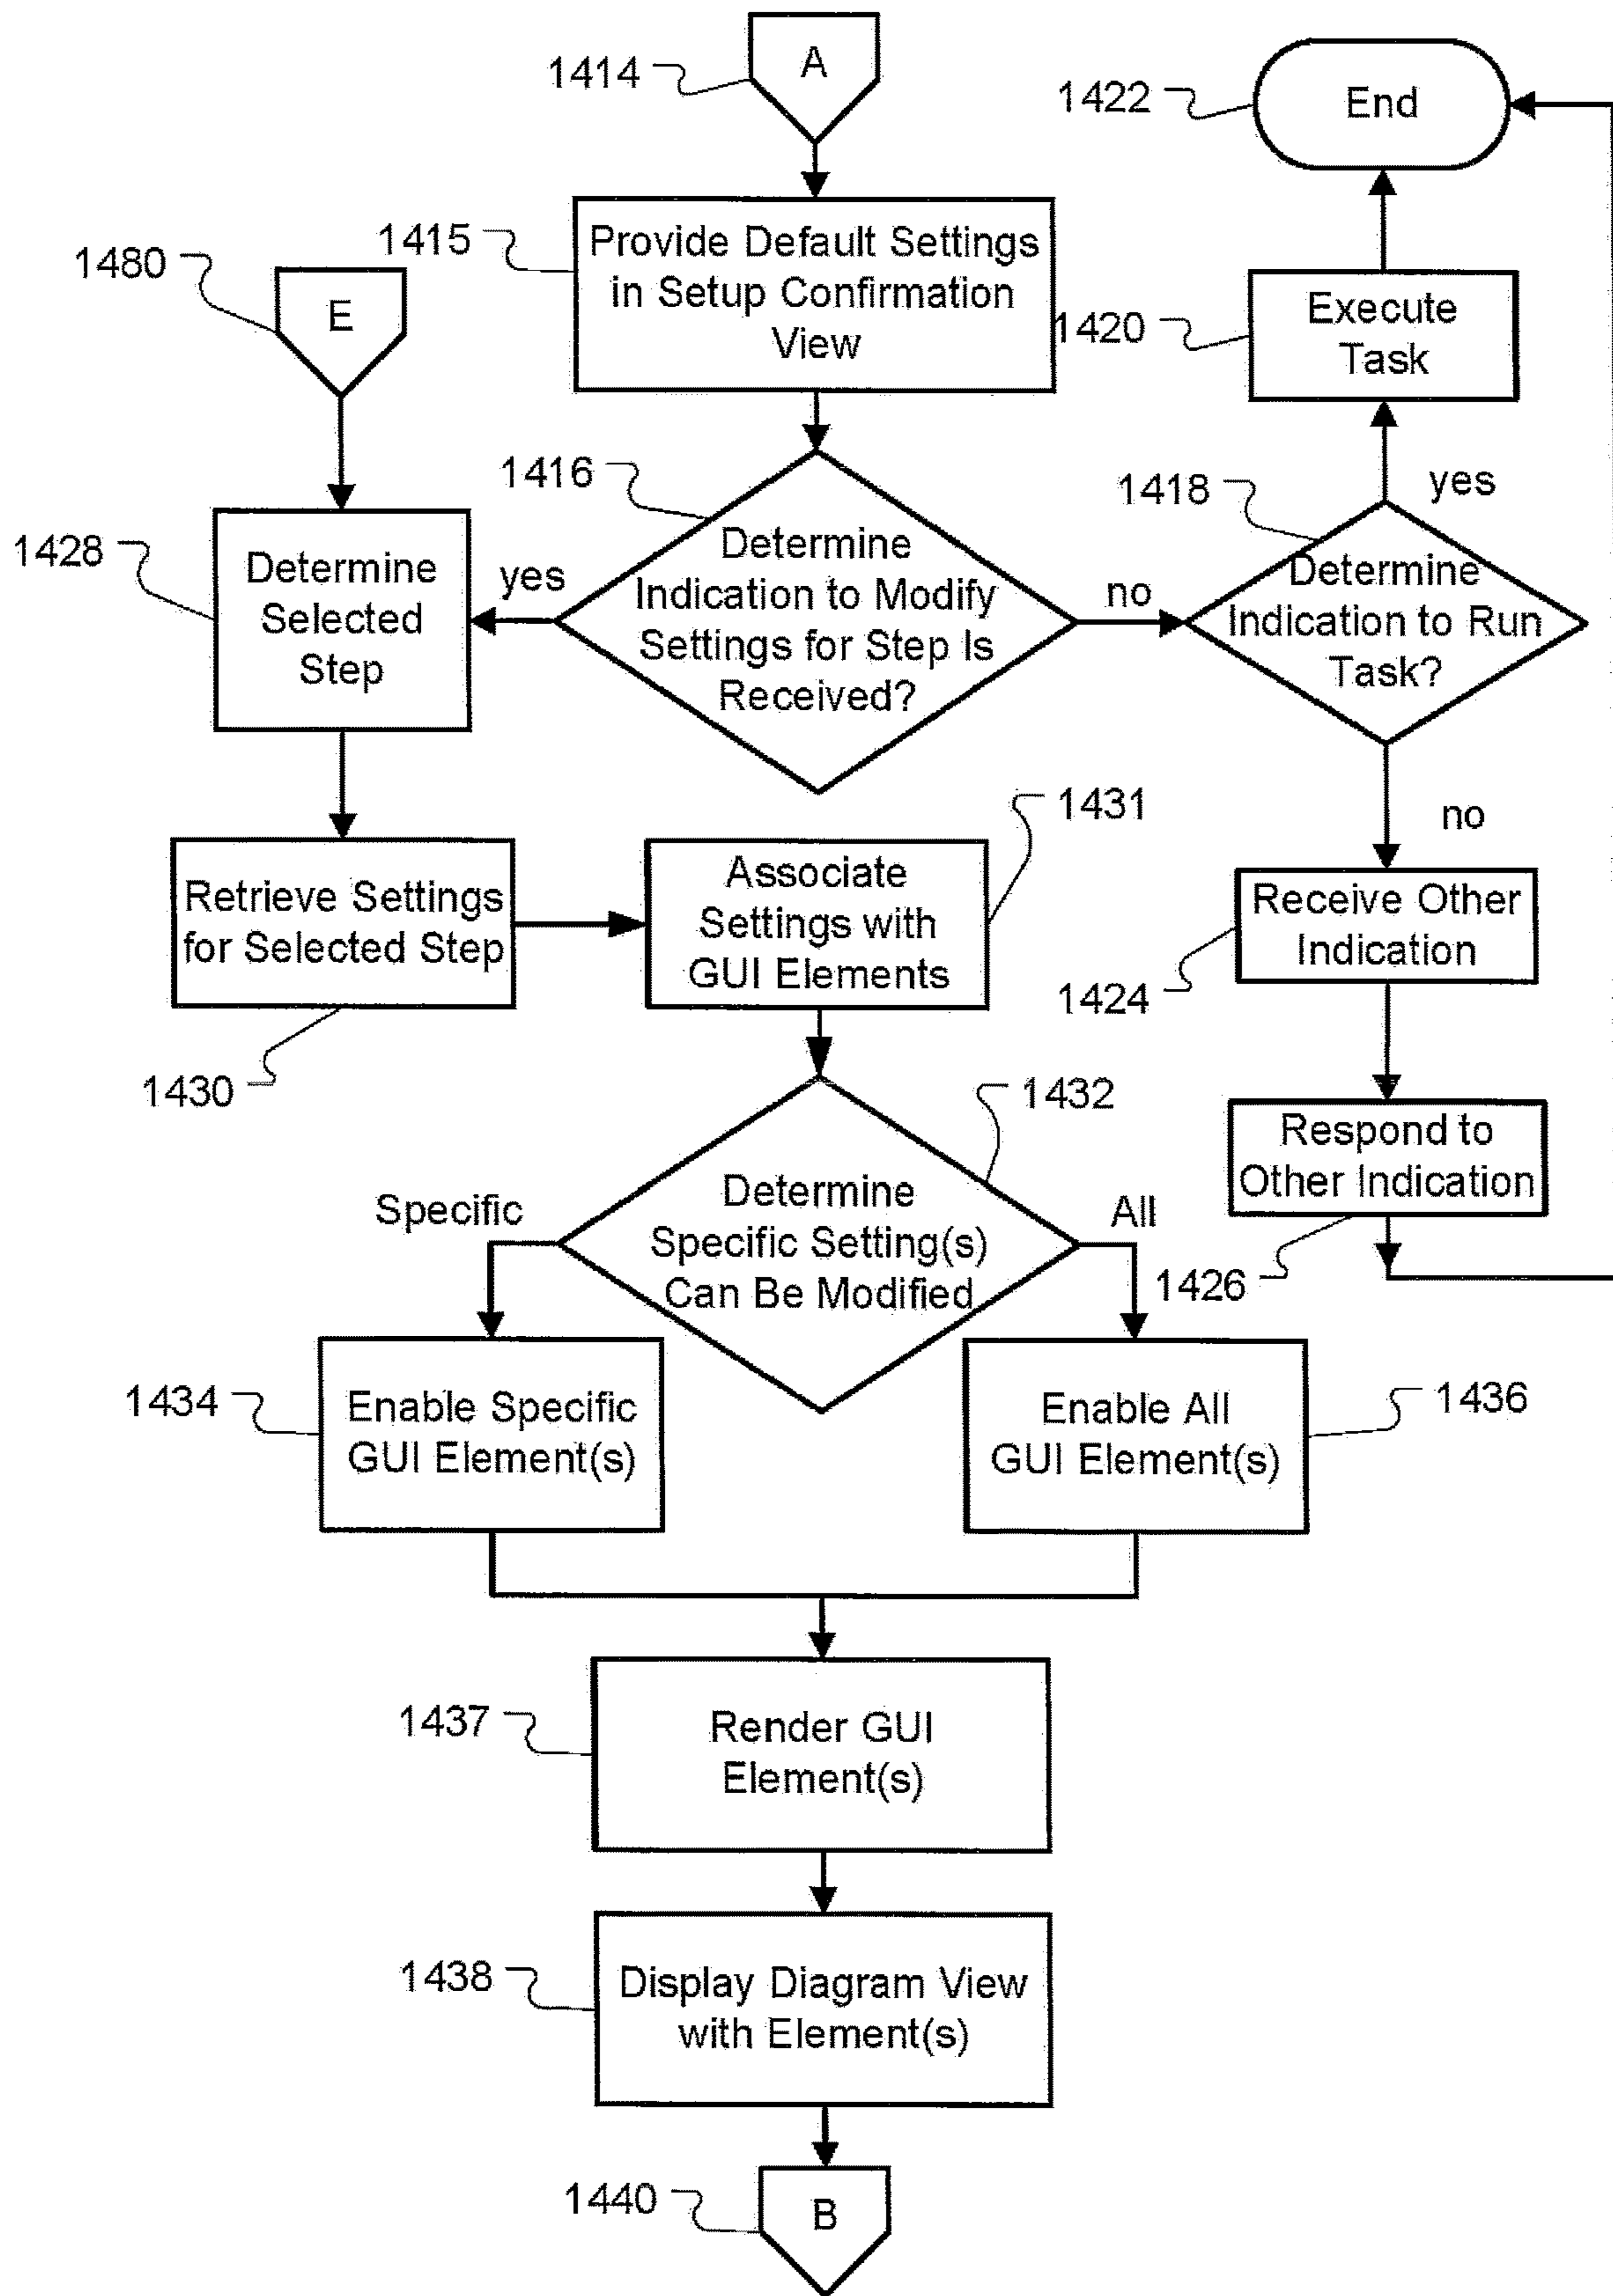 A
1414
End
1422
Provide Default Settings
in Setup Confirmation
View
1415
E
1480
Execute
Task
1420
Determine
Indication to Modify
Settings for Step Is
Received?
1416
yes
no
Determine
Indication to Run
Task?
1418
yes
no
Determine
Selected
Step
1428
Retrieve Settings
for Selected Step
1430
Associate
Settings with
GUI Elements
1431
Receive Other
Indication
1424
Respond to
Other Indication
1426
Determine
Specific Setting(s)
Can Be Modified
1432
Specific
All
Enable Specific
GUI Element(s)
1434
Enable All
GUI Element(s)
1436
Render GUI
Element(s)
1437
Display Diagram View
with Element(s)
1438
B
1440